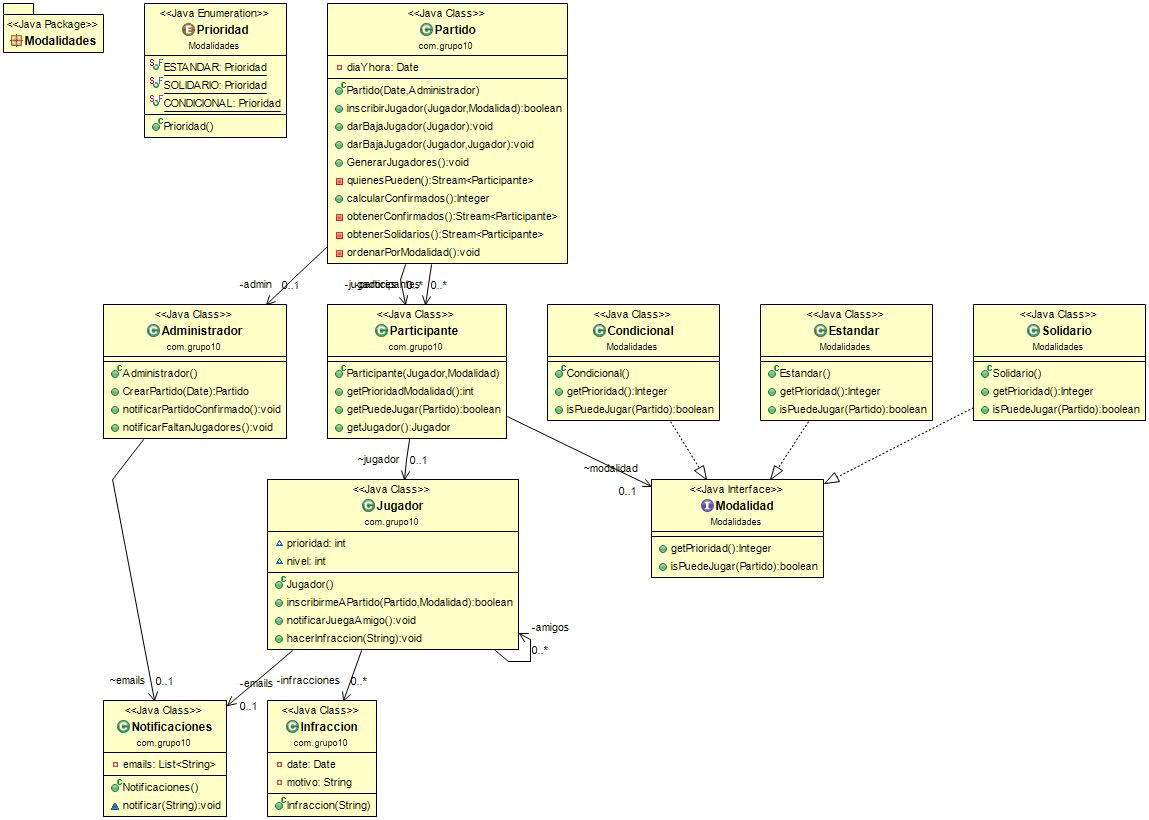 <<Java Package>>
Modalidades
<<Java Enumeration>>
Prioridad
Modalidades
ESTANDAR: Prioridad
SOLIDARIO: Prioridad
CONDICIONAL: Prioridad
Prioridad()
<<Java Class>>
Partido
com.grupo10
diaYhora: Date
Partido(Date,Administrador)
inscribirJugador(Jugador,Modalidad):boolean
darBajaJugador(Jugador):void
darBajaJugador(Jugador,Jugador):void
GenerarJugadores():void
quienesPueden():Stream<Participante>
calcularConfirmados():Integer
obtenerConfirmados():Stream<Participante>
obtenerSolidarios():Stream<Participante>
ordenarPorModalidad():void
-admin 0..1
0..*
<<Java Class>>
Administrador
com.grupo10
Administrador()
CrearPartido(Date):Partido
notificarPartidoConfirmado():void
notificarFaltanJugadores():void
<<Java Class>>
Participante
com.grupo10
Participante(Jugador,Modalidad)
getPrioridadModalidad():int
getPuedeJugar(Partido):boolean
getJugador():Jugador
<<Java Class>>
Condicional
Modalidades
Condicional()
getPrioridad():Integer
isPuedeJugar(Partido):boolean
<<Java Class>>
Estandar
Modalidades
Estandar()
getPrioridad():Integer
isPuedeJugar(Partido):boolean
<<Java Class>>
Solidario
Modalidades
Solidario()
getPrioridad():Integer
isPuedeJugar(Partido):boolean
~jugador 0..1
~modalidad
0..1
<<Java Class>>
Jugador
com.grupo10
prioridad: int
nivel: int
Jugador()
inscribirmeAPartido(Partido,Modalidad):boolean
notificarJuegaAmigo():void
hacerInfraccion(String):void
<<Java Interface>>
Modalidad
Modalidades
getPrioridad():Integer
isPuedeJugar(Partido):boolean
-amigos
0..*
~emails 0..1
-emails
0..1
-infracciones 0..*
<<Java Class>>
Notificaciones
com.grupo10
emails: List<String>
Notificaciones()
notificar(String):void
<<Java Class>>
Infraccion
com.grupo10
date: Date
motivo: String
Infraccion(String)